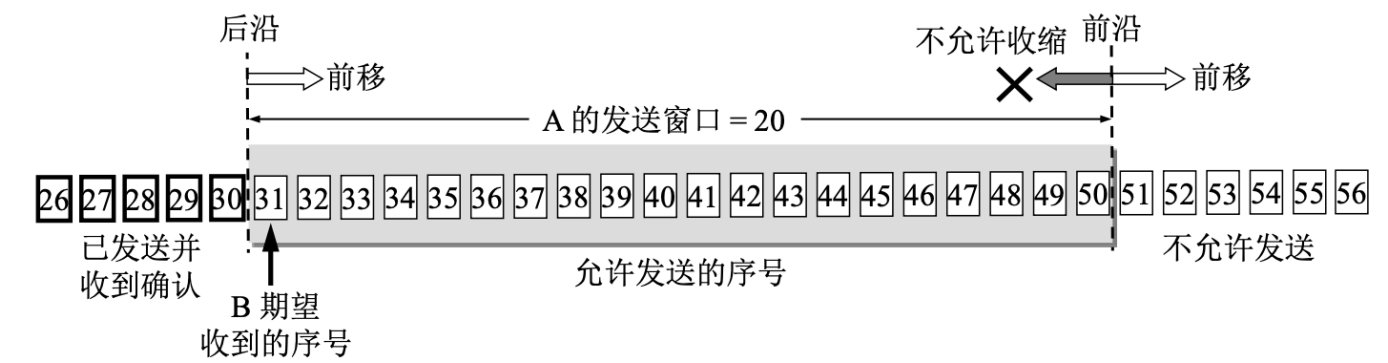 后沿
不允许收缩
前沿
前移
前移
A 的发送窗口 = 20
26 27 28 29 30 31 32 33 34 35 36 37 38 39 40 41 42 43 44 45 46 47 48 49 50 51 52 53 54 55 56
已发送并
收到确认
允许发送的序号
不允许发送
B 期望
收到的序号